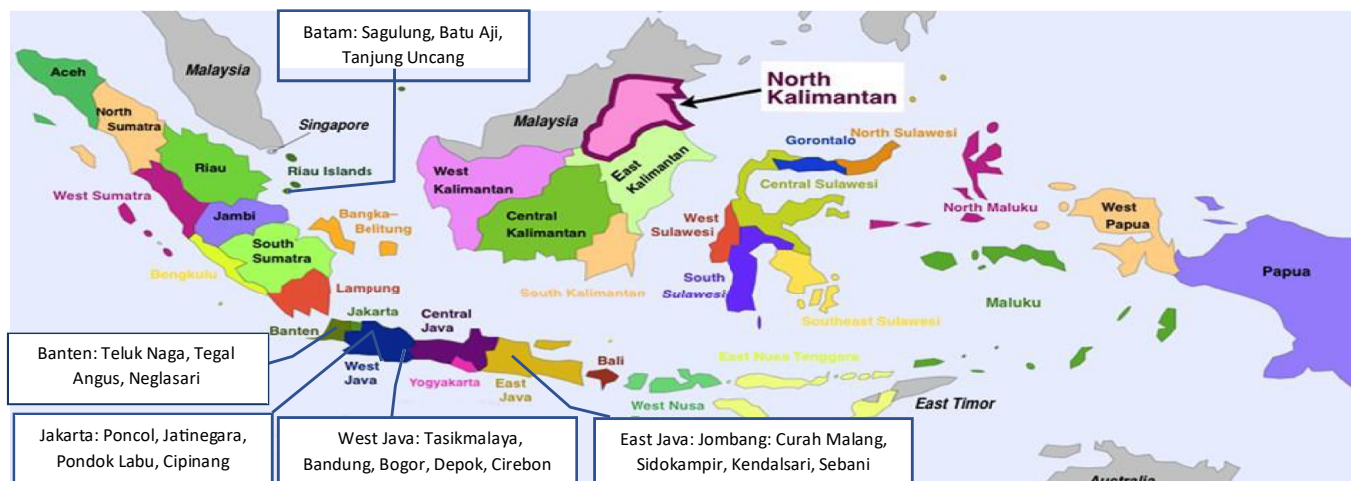 Batam: Sagulung, Batu Aji,
Tanjung Uncang
Aceh
Malaysia
North
Sumatra
Singapore
Riau
Riau Islands
West Sumatra
Jambi
Bangka–
Belitung
South
Sumatra
Bengkulu
Lampung
Malaysia
North
Kalimantan
West
Kalimantan
East
Kalimantan
Central
Kalimantan
South Kalimantan
Gorontalo
North Sulawesi
Central Sulawesi
West
Sulawesi
South
Sulawesi
Southeast Sulawesi
North Maluku
Maluku
West
Papua
Papua
Jakarta
Banten
Central
Java
West
Java
Yogyakarta
East
Java
Bali
West Nusa
East Nusa Tenggara
East Timor
Australia
Banten: Teluk Naga, Tegal
Angus, Neglasari
Jakarta: Poncol, Jatinegara,
Pondok Labu, Cipinang
West Java: Tasikmalaya,
Bandung, Bogor, Depok, Cirebon
East Java: Jombang: Curah Malang,
Sidokampir, Kendalsari, Sebani